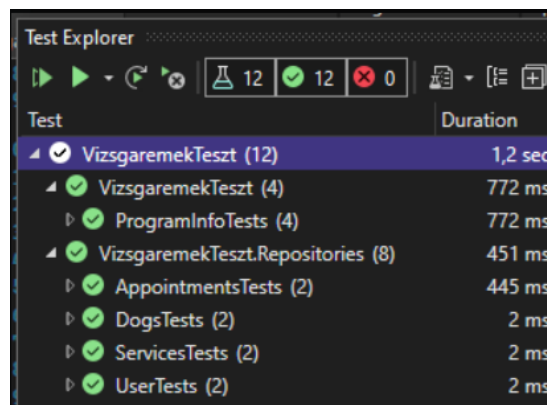 Test Explorer
12 12 0
Test Duration
VizsgaremekTeszt (12) 1,2 sec
VizsgaremekTeszt (4) 772 ms
ProgramInfoTests (4) 772 ms
VizsgaremekTeszt.Repositories (8) 451 ms
AppointmentsTests (2) 445 ms
DogsTests (2) 2 ms
ServicesTests (2) 2 ms
UserTests (2) 2 ms